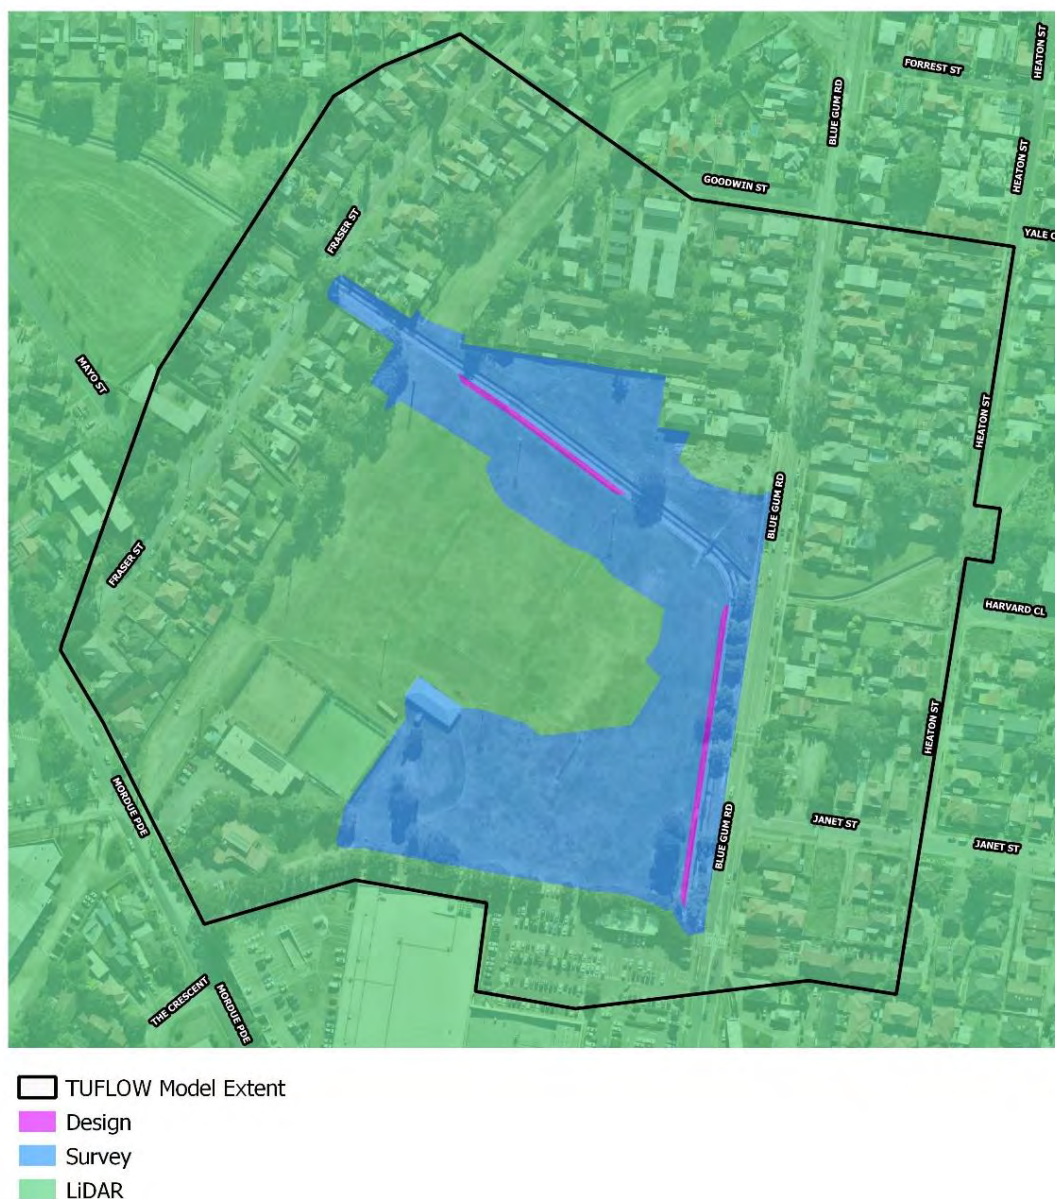 FORREST ST
HEATON ST
BLUE GUM RD
HEATON ST
GOODWIN ST
FRASER ST
YALE C
MAYO ST
HEATON ST
BLUE GUM RD
FRASER ST
HARVARD CL
HEATON ST
MORDUE PDE
BLUE GUM RD
JANET ST
JANET ST
THE CRESCENT
MORDUE PDE
TUFLOW Model Extent
Design
Survey
LiDAR